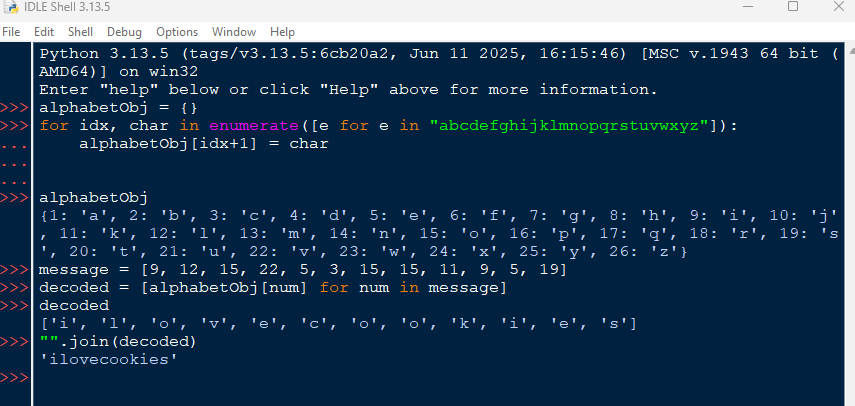 IDLE Shell 3.13.5
File Edit Shell Debug Options Window Help
Python 3.13.5 (tags/v3.13.5:6cb20a2, Jun 11 2025, 16:15:46) [MSC v.1943 64 bit (
AMD64)] on win32
Enter "help" below or click "Help" above for more information.
>>> alphabetObj = {}
>>> for idx, char in enumerate([e for e in "abcdefghijklmnopqrstuvwxyz"]):
...     alphabetObj[idx+1] = char
...
...
>>> alphabetObj
{1: 'a', 2: 'b', 3: 'c', 4: 'd', 5: 'e', 6: 'f', 7: 'g', 8: 'h', 9: 'i', 10: 'j'
, 11: 'k', 12: 'l', 13: 'm', 14: 'n', 15: 'o', 16: 'p', 17: 'q', 18: 'r', 19: 's
', 20: 't', 21: 'u', 22: 'v', 23: 'w', 24: 'x', 25: 'y', 26: 'z'}
>>> message = [9, 12, 15, 22, 5, 3, 15, 15, 11, 9, 5, 19]
>>> decoded = [alphabetObj[num] for num in message]
>>> decoded
['i', 'l', 'o', 'v', 'e', 'c', 'o', 'o', 'k', 'i', 'e', 's']
>>> "".join(decoded)
'ilovecookies'
>>>